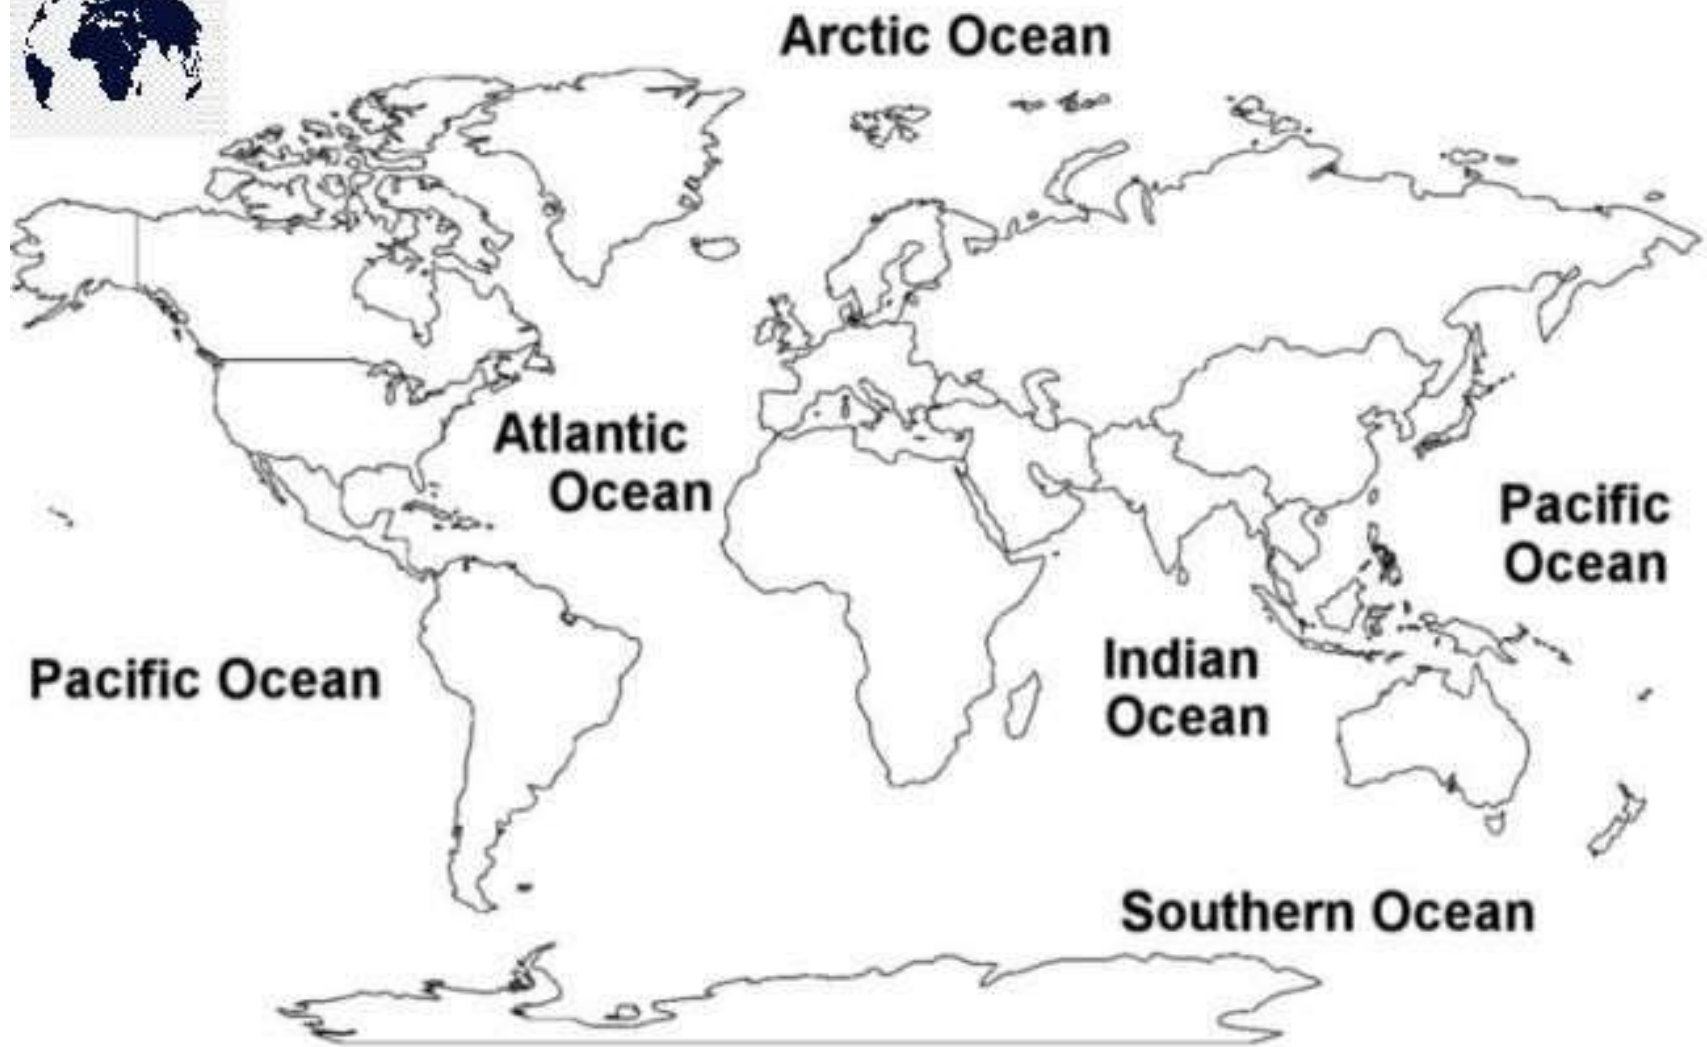 Arctic Ocean
Atlantic
Ocean
Pacific
Ocean
Pacific Ocean
Indian
Ocean
Southern Ocean